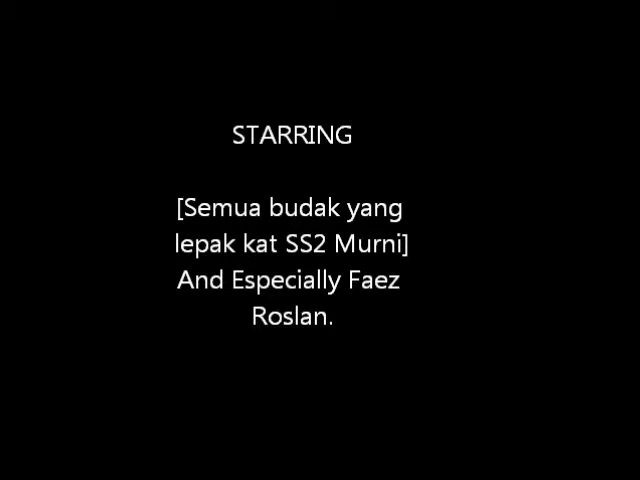 STARRING
[Semua budak yang
lepak kat SS2 Murni]
And Especially Faez
Roslan.